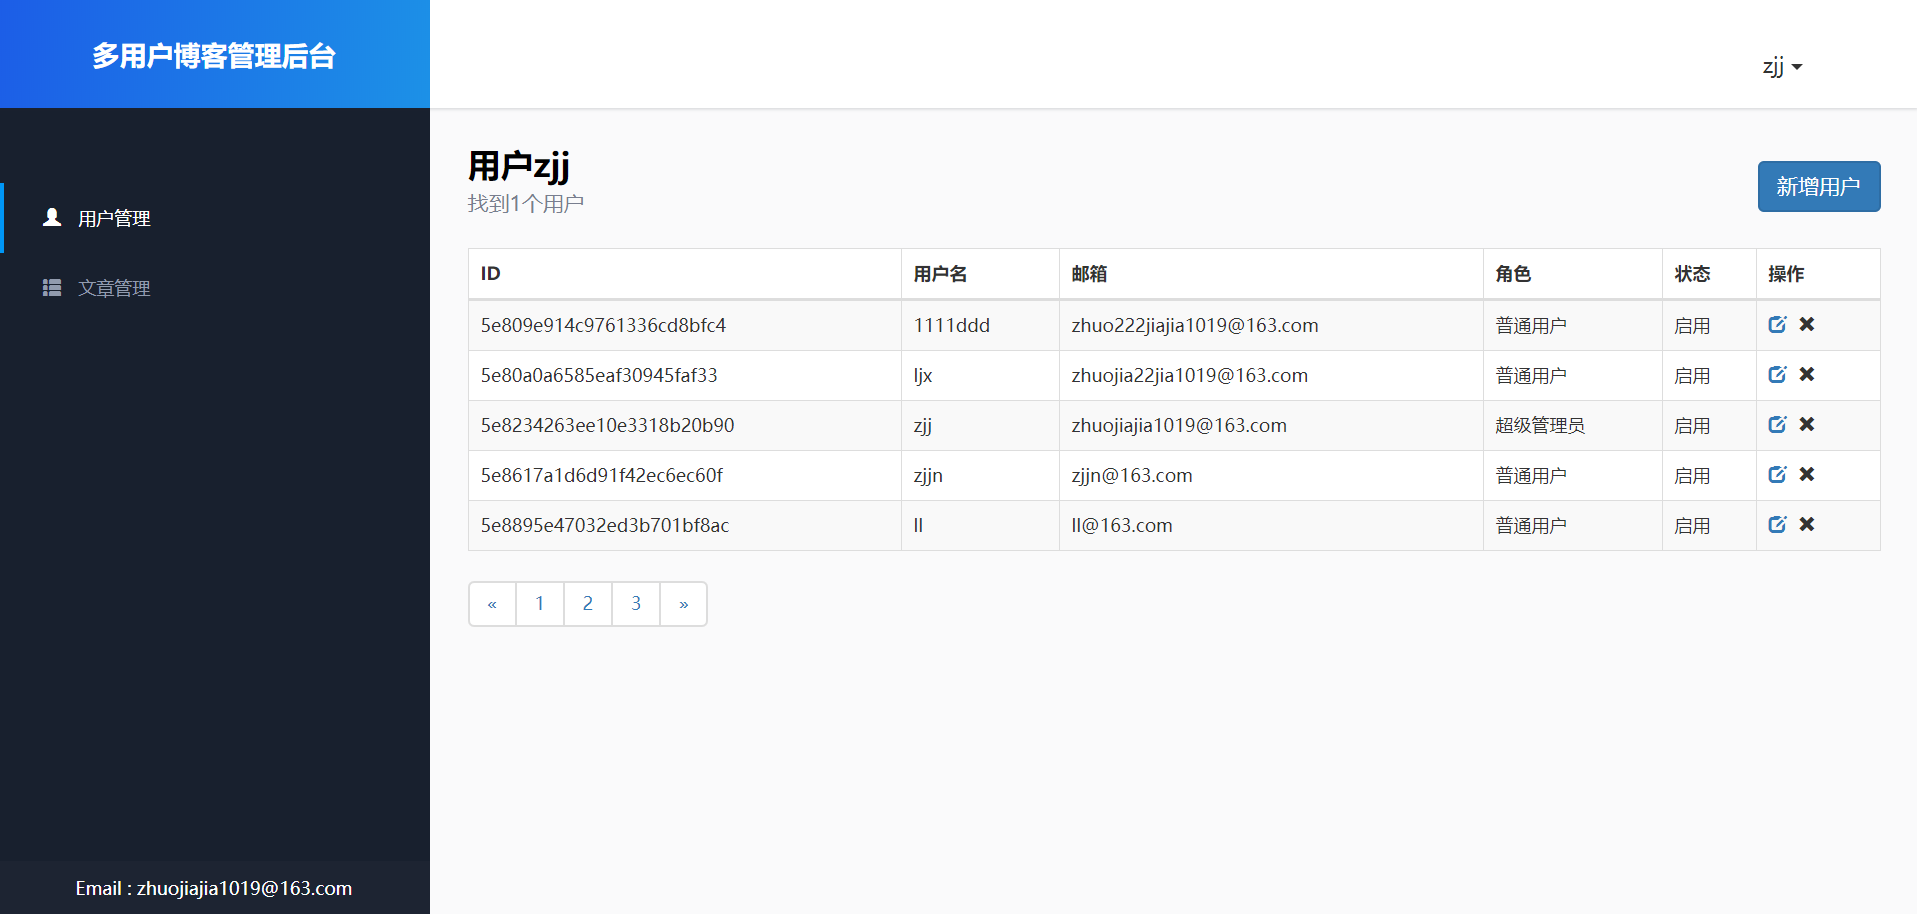 多用户博客管理后台
zjj
用户管理
文章管理
Email : zhuojiajia1019@163.com
用户zjj
找到1个用户
新增用户
ID 用户名 邮箱 角色 状态 操作
5e809e914c9761336cd8bfc4 1111ddd zhuo222jiajia1019@163.com 普通用户 启用
5e80a0a6585eaf30945faf33 ljx zhuojia22jia1019@163.com 普通用户 启用
5e8234263ee10e3318b20b90 zjj zhuojiajia1019@163.com 超级管理员 启用
5e8617a1d6d91f42ec6ec60f zjjn zjjn@163.com 普通用户 启用
5e8895e47032ed3b701bf8ac ll ll@163.com 普通用户 启用
« 1 2 3 »